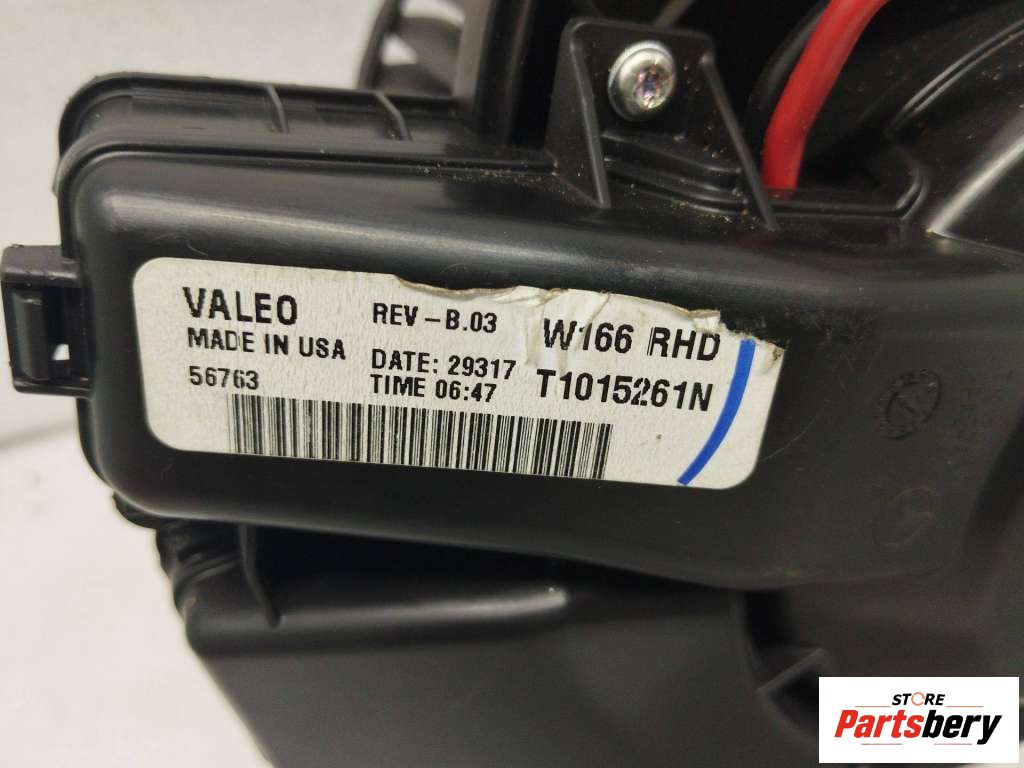 VALEO
MADE IN USA
56763
REV-B.03
DATE: 29317
TIME 06:47
W166 RHD
T1015261N
STORE
Partsbery